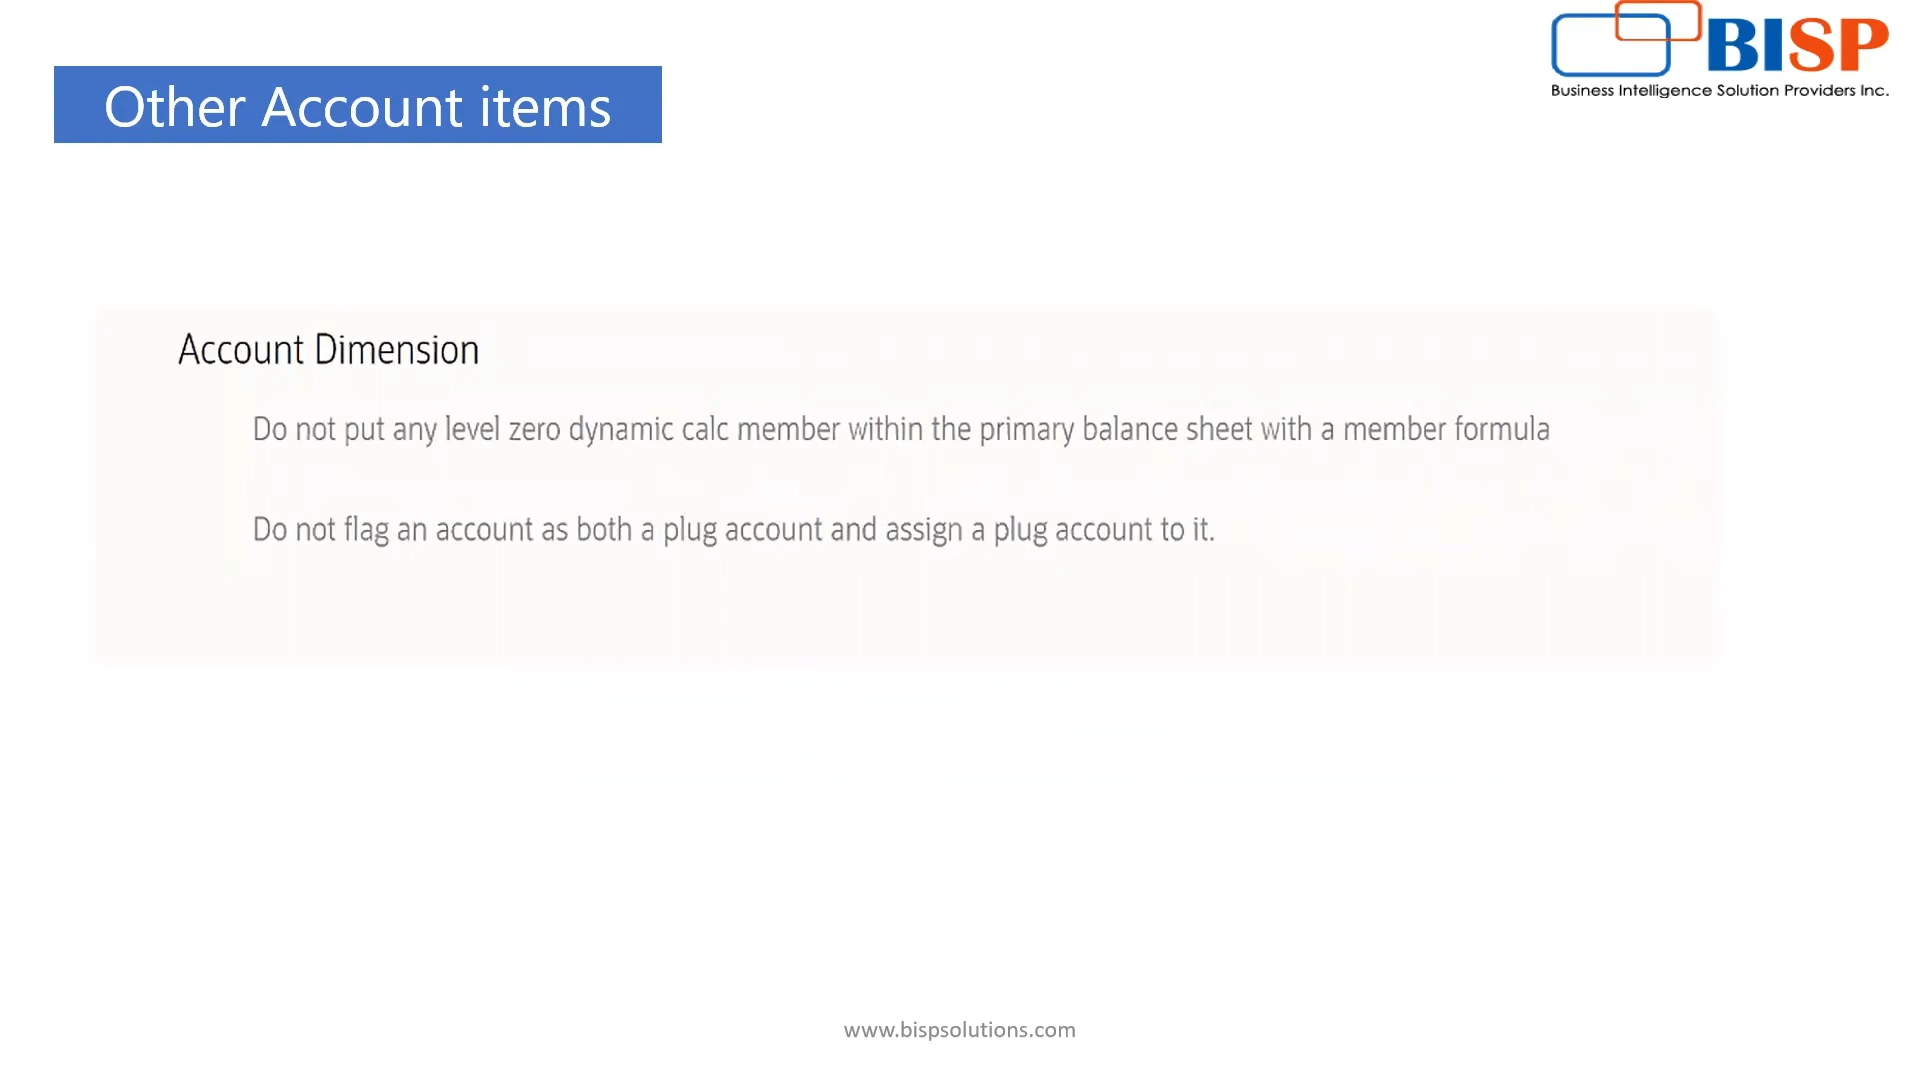 BISP
Business Intelligence Solution Providers Inc.
Other Account items
Account Dimension
Do not put any level zero dynamic calc member within the primary balance sheet with a member formula
Do not flag an account as both a plug account and assign a plug account to it.
www.bispsolutions.com